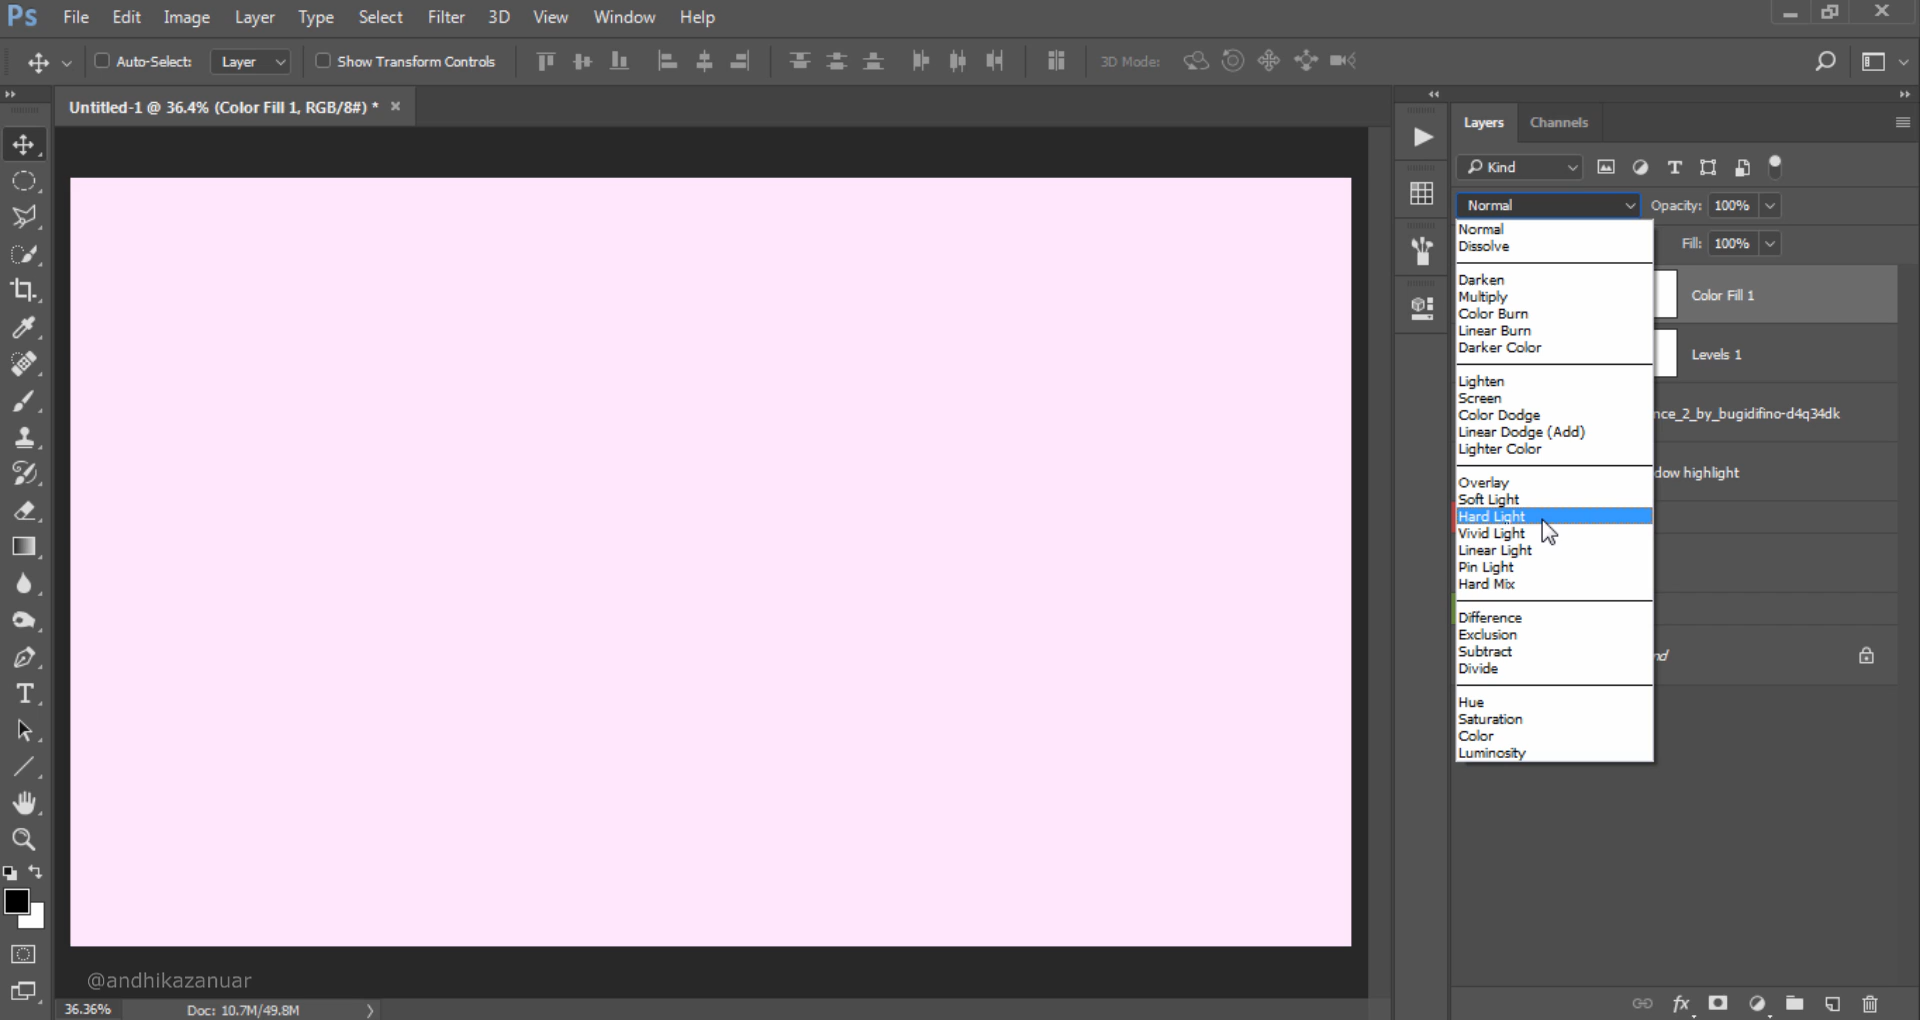 Ps File Edit Image Layer Type Select Filter 3D View Window Help
Auto-Select: Layer Show Transform Controls 3D Mode:
Untitled-1 @ 36.4% (Color Fill 1, RGB/8#) *
Layers Channels
Kind
Normal Opacity: 100%
Fill: 100%
Normal
Dissolve
Darken
Multiply
Color Burn
Linear Burn
Darker Color
Lighten
Screen
Color Dodge
Linear Dodge (Add)
Lighter Color
Overlay
Soft Light
Hard Light
Vivid Light
Linear Light
Pin Light
Hard Mix
Difference
Exclusion
Subtract
Divide
Hue
Saturation
Color
Luminosity
Color Fill 1
Levels 1
nce_2_by_bugidifino-d4q34dk
dow highlight
nd
@andhikazanuar
36.36% Doc: 10.7M/49.8M
fx